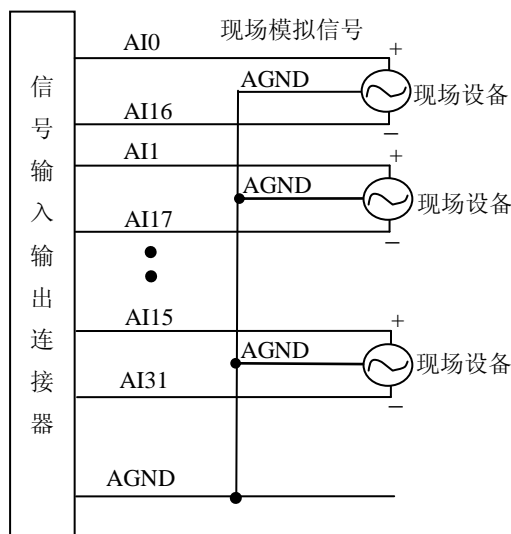 信号输入输出连接器
AI0
现场模拟信号
+
AGND
现场设备
AI16
−
AI1
+
AGND
现场设备
AI17
−
AI15
+
AGND
现场设备
AI31
−
AGND